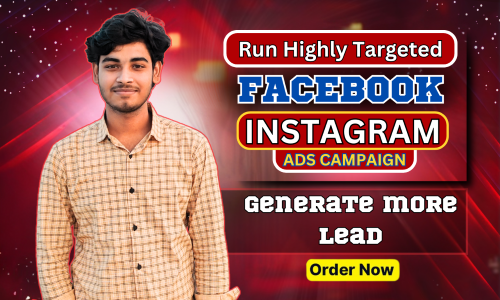 Run Highly Targeted
FACEBOOK
INSTAGRAM
ADS CAMPAIGN
GENERATE MORE
LEAD
Order Now